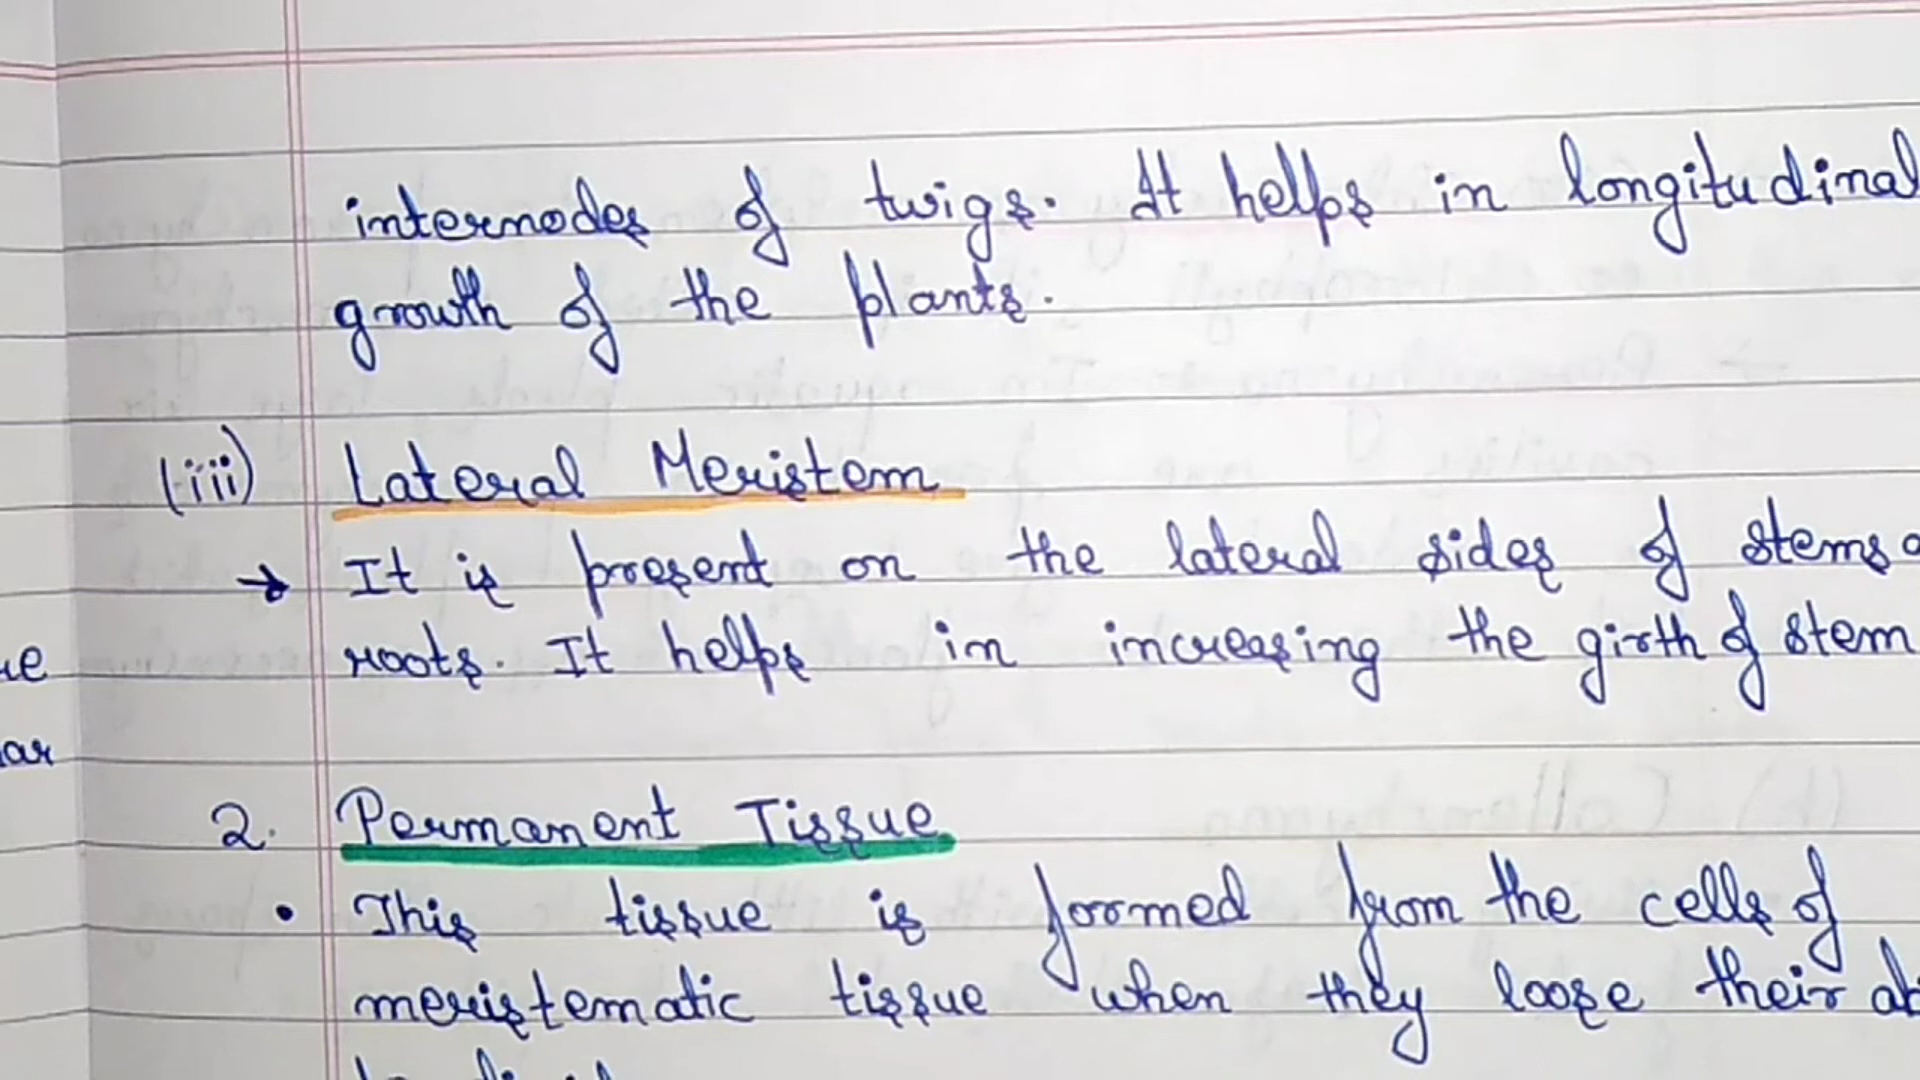 internodes of twigs. It helps in longitudinal
growth of the plants.
(iii) Lateral Meristem
→ It is present on the lateral sides of stems
roots. It helps in increasing the girth of stem
2. Permanent Tissue
• This tissue is formed from the cells of
meristematic tissue when they loose their